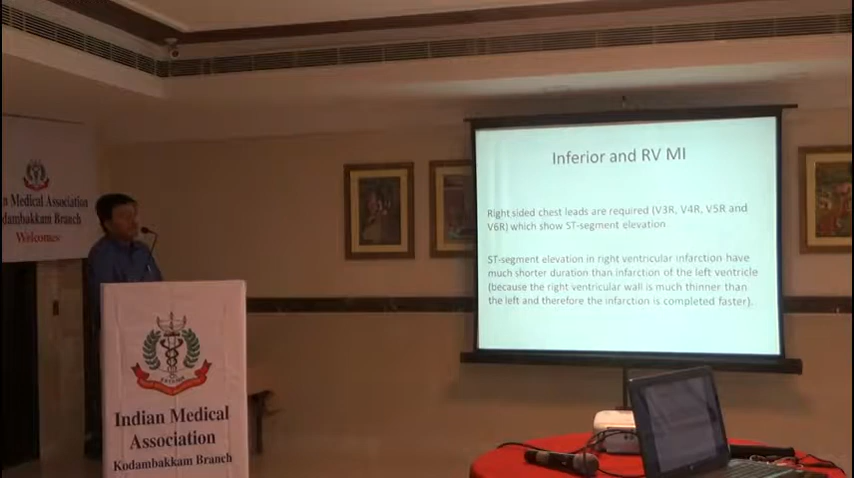 n Medical Association
dambakkam Branch
Welcomes
Indian Medical
Association
Kodambakkam Branch
Inferior and RV MI
Right sided chest leads are required (V3R, V4R, V5R and
V6R) which show ST-segment elevation
ST-segment elevation in right ventricular infarction have
much shorter duration than infarction of the left ventricle
(because the right ventricular wall is much thinner than
the left and therefore the infarction is completed faster).